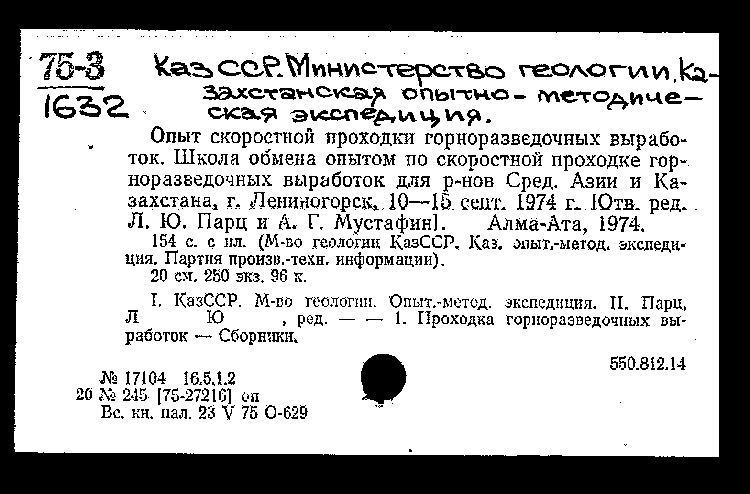 75-3
1632
КазССР. Министерство геологии. Ка-
захстанская опытно-методиче-
ская экспедиция.
Опыт скоростной проходки горноразведочных вырабо-
ток. Школа обмена опытом по скоростной проходке гор-
норазведочных выработок для р-нов Сред. Азии и Ка-
захстана, г. Лениногорск, 10—15 сент. 1974 г. [Отв. ред.
Л. Ю. Парц и А. Г. Мустафин]. Алма-Ата, 1974.
154 с. с ил. (М-во геологии КазССР. Каз. опыт.-метод. экспеди-
ция. Партия произв.-техн. информации).
20 см. 250 экз. 96 к.
I. КазССР. М-во геологии. Опыт.-метод. экспедиция. II. Парц,
Л Ю , ред. — — 1. Проходка горноразведочных вы-
работок — Сборники.
550.812.14
№ 17104 16.5.1.2
20 № 245 [75-27216] оп
Вс. кн. пал. 23 V 75 О-629